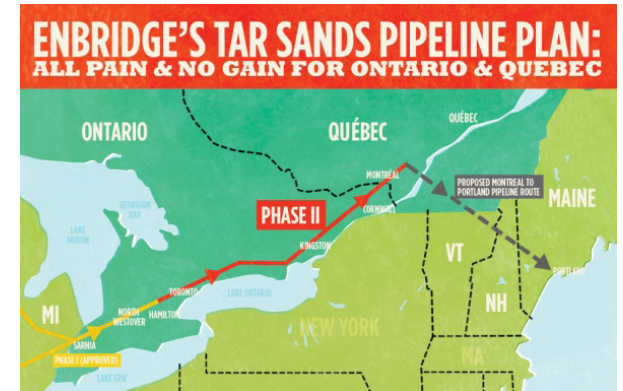 ENBRIDGE'S TAR SANDS PIPELINE PLAN:
ALL PAIN & NO GAIN FOR ONTARIO & QUEBEC
ONTARIO
QUÉBEC
QUÉBEC
MONTRÉAL
PROPOSED MONTREAL TO
PORTLAND PIPELINE ROUTE
MAINE
GEORGIAN
BAY
PHASE II
CORNWALL
LAKE
HURON
KINGSTON
VT
PORTLAND
TORONTO
LAKE ONTARIO
NH
MI
NORTH
WESTOVER
HAMILTON
NEW YORK
SARNIA
MA
PHASE I (APPROVED)
LAKE ERIE